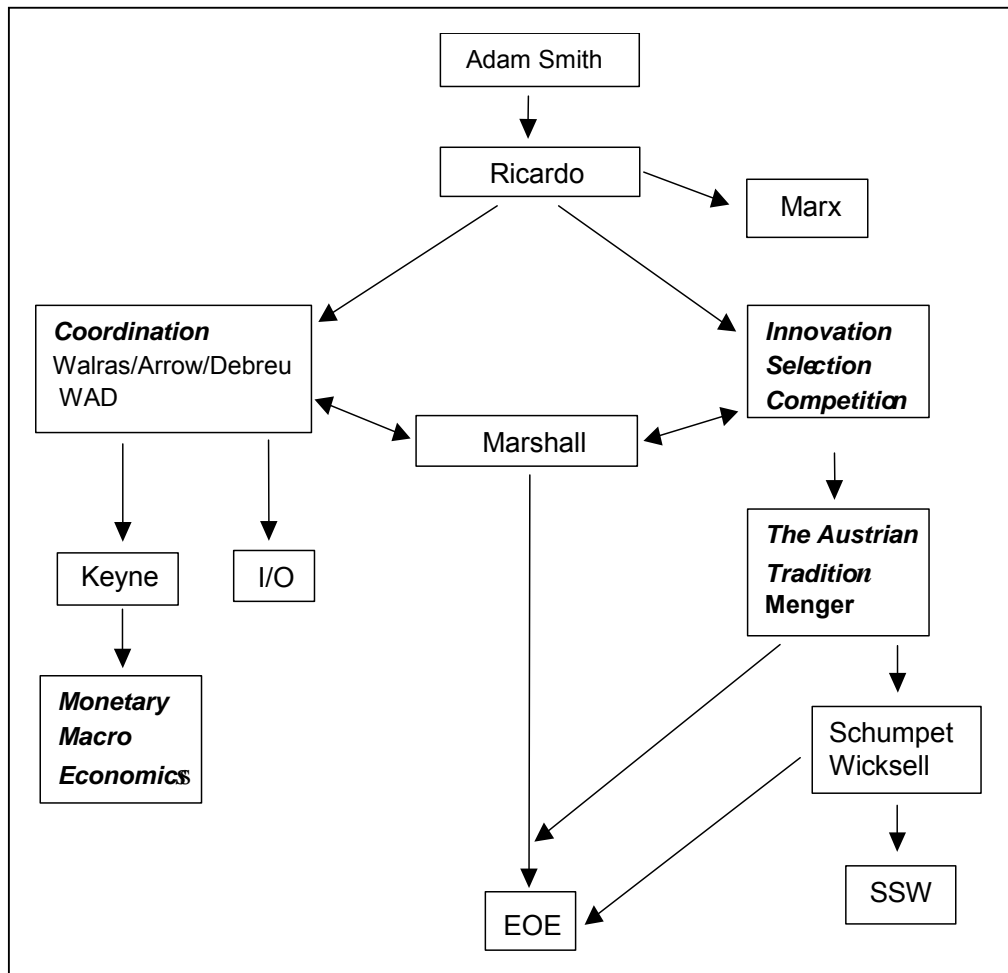 Adam Smith
Ricardo
Marx
Coordination
Walras/Arrow/Debreu
WAD
Innovation
Selection
Competition
Marshall
The Austrian
Tradition
Menger
Keyne
I/O
Monetary
Macro
Economics
Schumpet
Wicksell
SSW
EOE